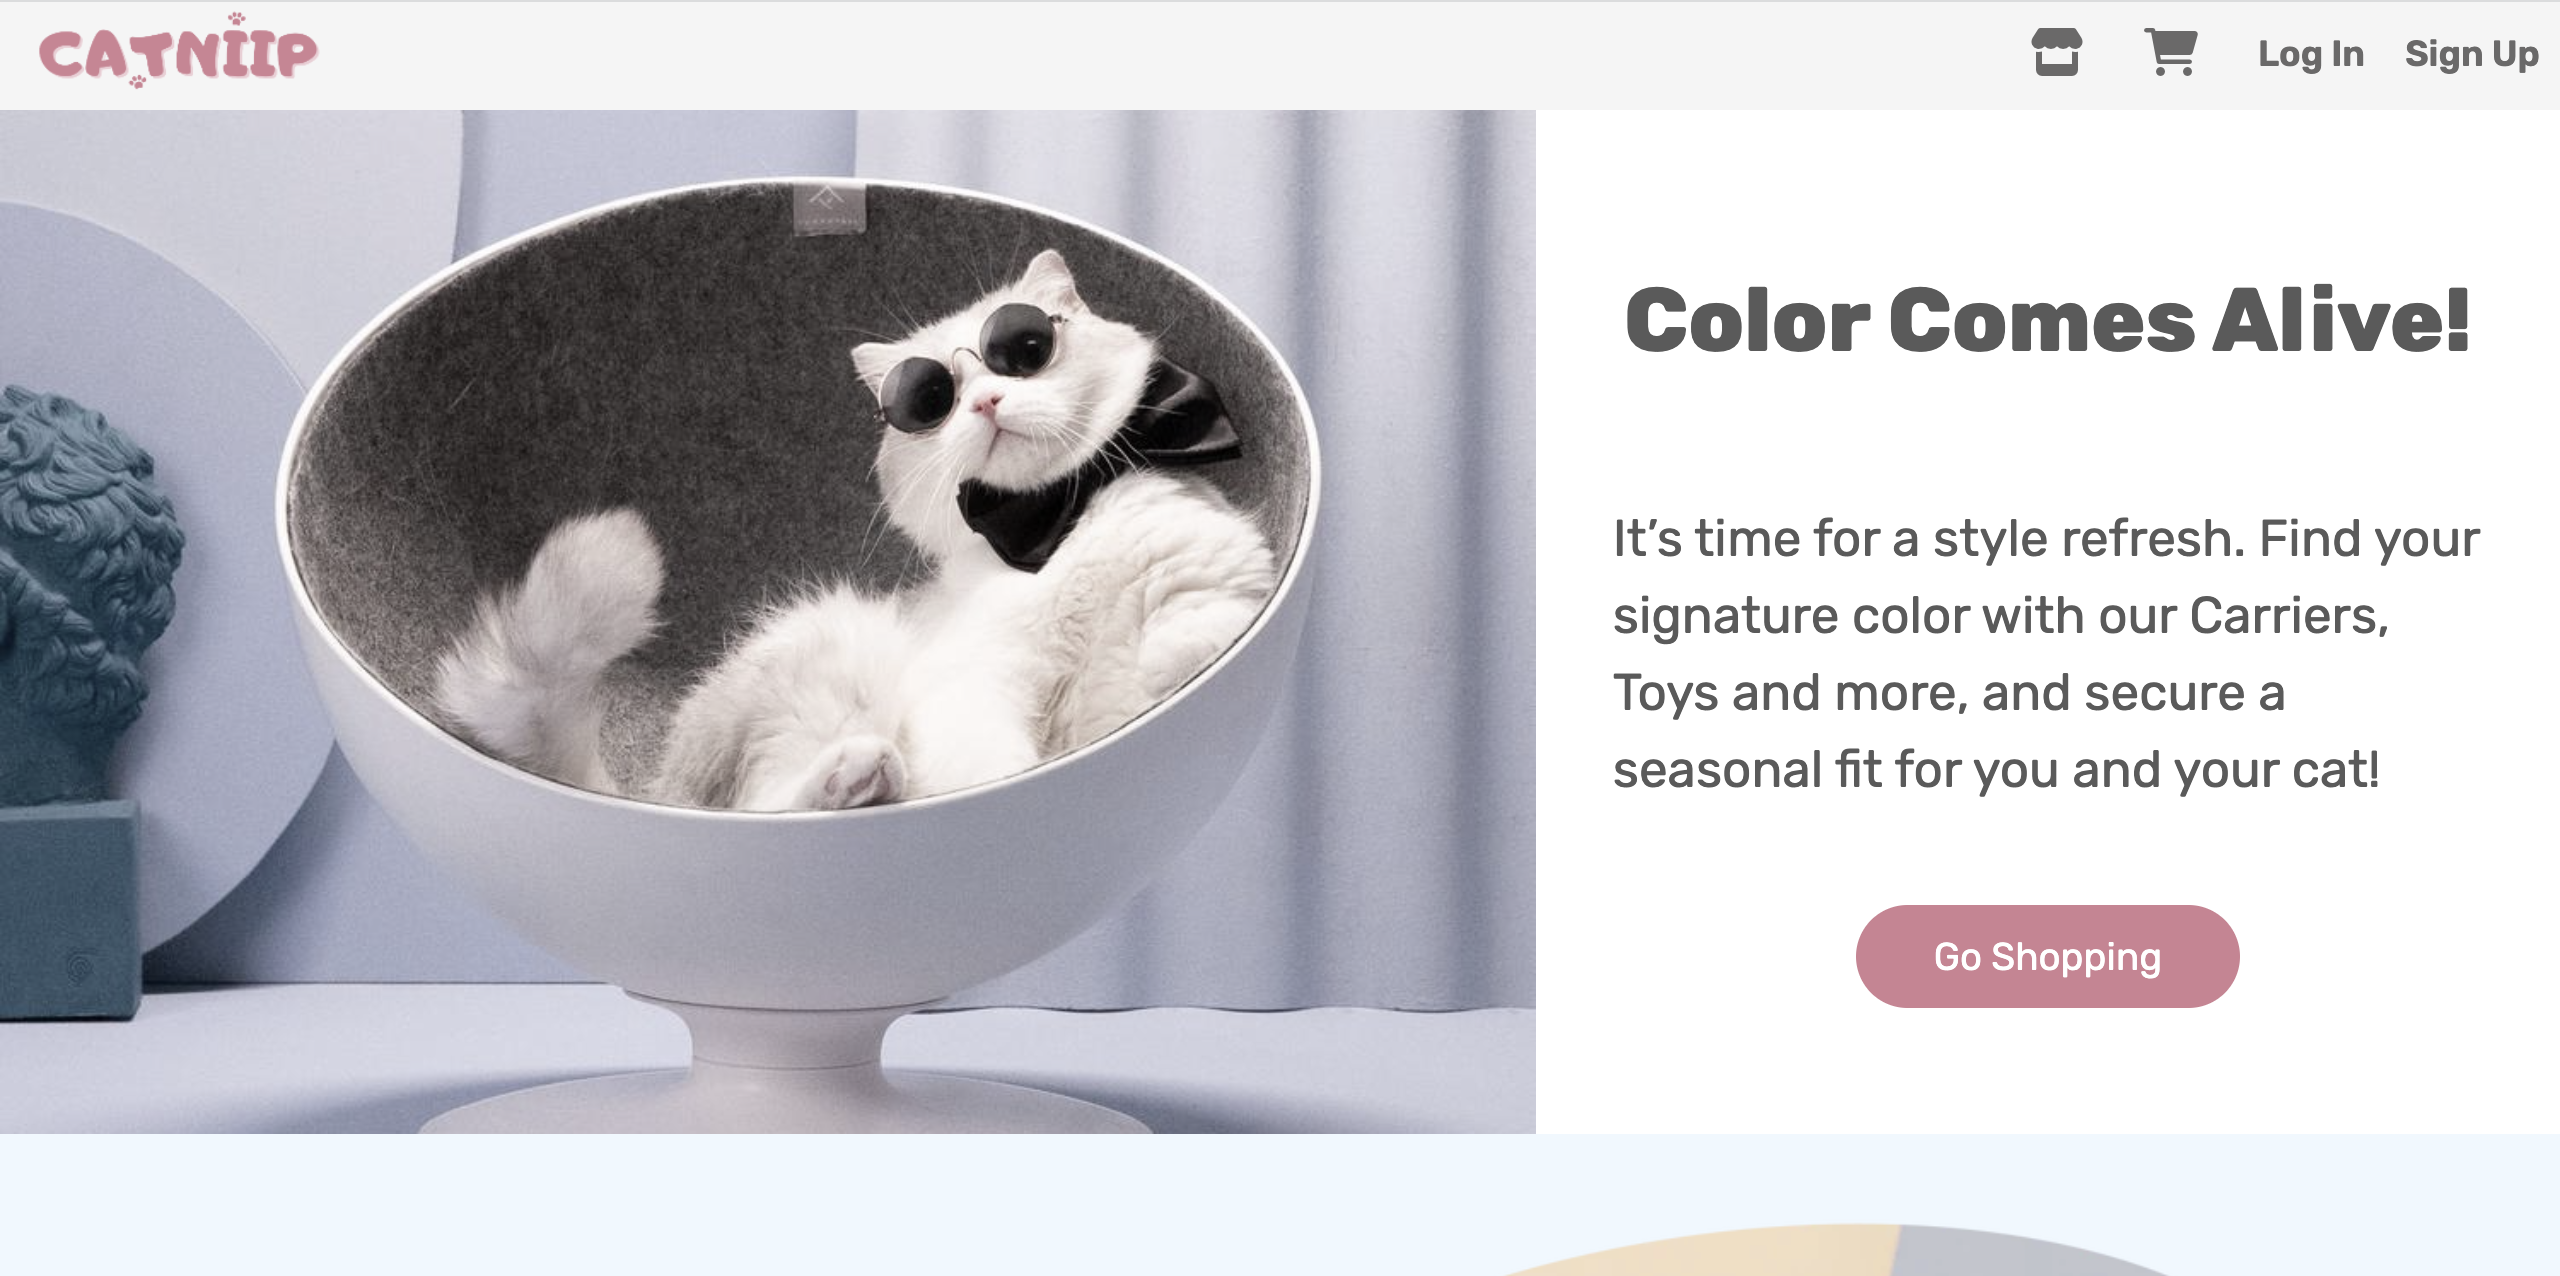 CATNIIP
Log In
Sign Up
Color Comes Alive!
It's time for a style refresh. Find your
signature color with our Carriers,
Toys and more, and secure a
seasonal fit for you and your cat!
Go Shopping